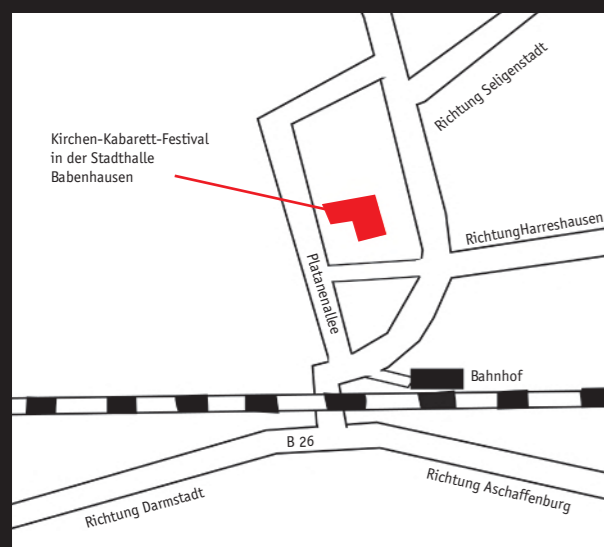 Richtung Seligenstadt
Kirchen-Kabarett-Festival
in der Stadthalle
Babenhausen
RichtungHarreshausen
Platanenallee
Bahnhof
B 26
Richtung Darmstadt
Richtung Aschaffenburg